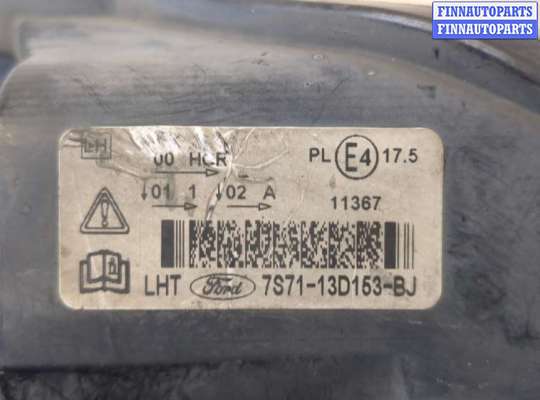 FINNAUTOPARTS
FINNAUTOPARTS
00 HCR
PL E4 17.5
01 1 02 A
11367
LHT Ford 7S71-13D153-BJ